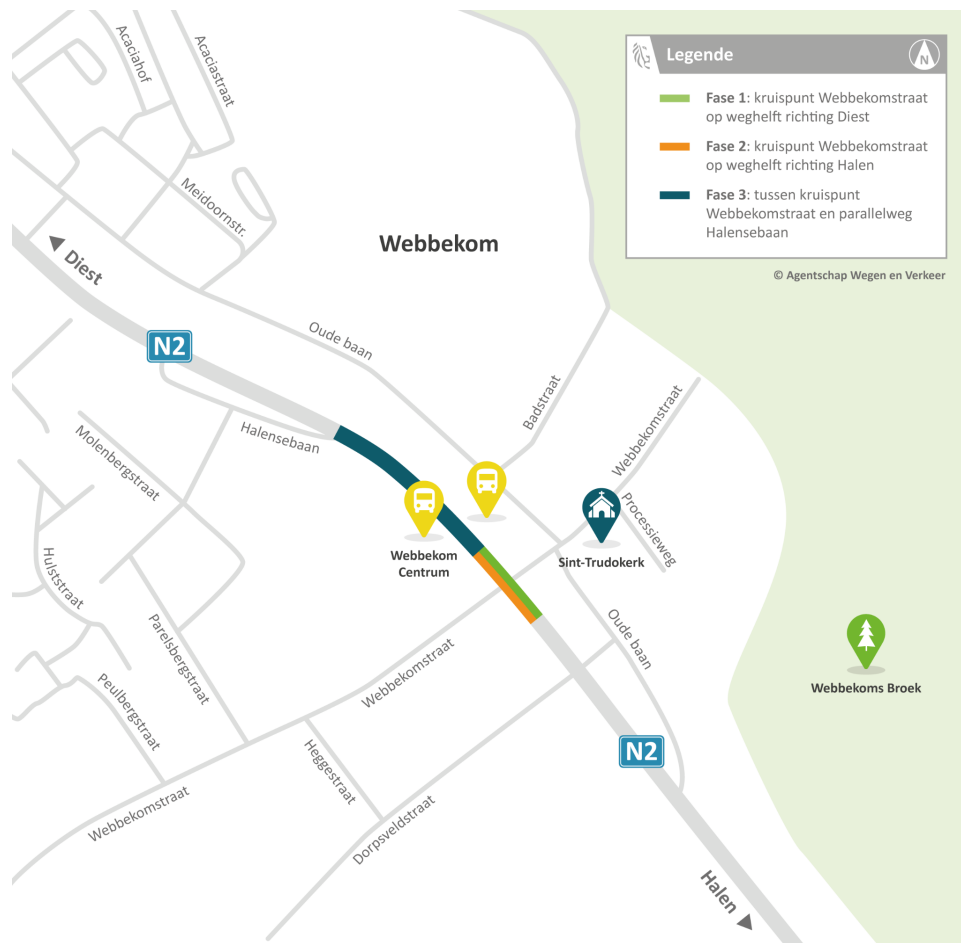 Legende
N
Fase 1: kruispunt Webbekomstraat
op weghelft richting Diest
Fase 2: kruispunt Webbekomstraat
op weghelft richting Halen
Fase 3: tussen kruispunt
Webbekomstraat en parallelweg
Halensebaan
© Agentschap Wegen en Verkeer
Acaciahof
Acaciastraat
Meidoornstr.
Webbekom
Diest
N2
Oude baan
Badstraat
Webbekomstraat
Halensebaan
Molenbergstraat
Processieweg
Webbekom
Centrum
Sint-Trudokerk
Hulststraat
Parelsbergstraat
Oude baan
Webbekomstraat
Peulbergstraat
Webbekoms Broek
N2
Heggestraat
Webbekomstraat
Dorpsveldstraat
Halen